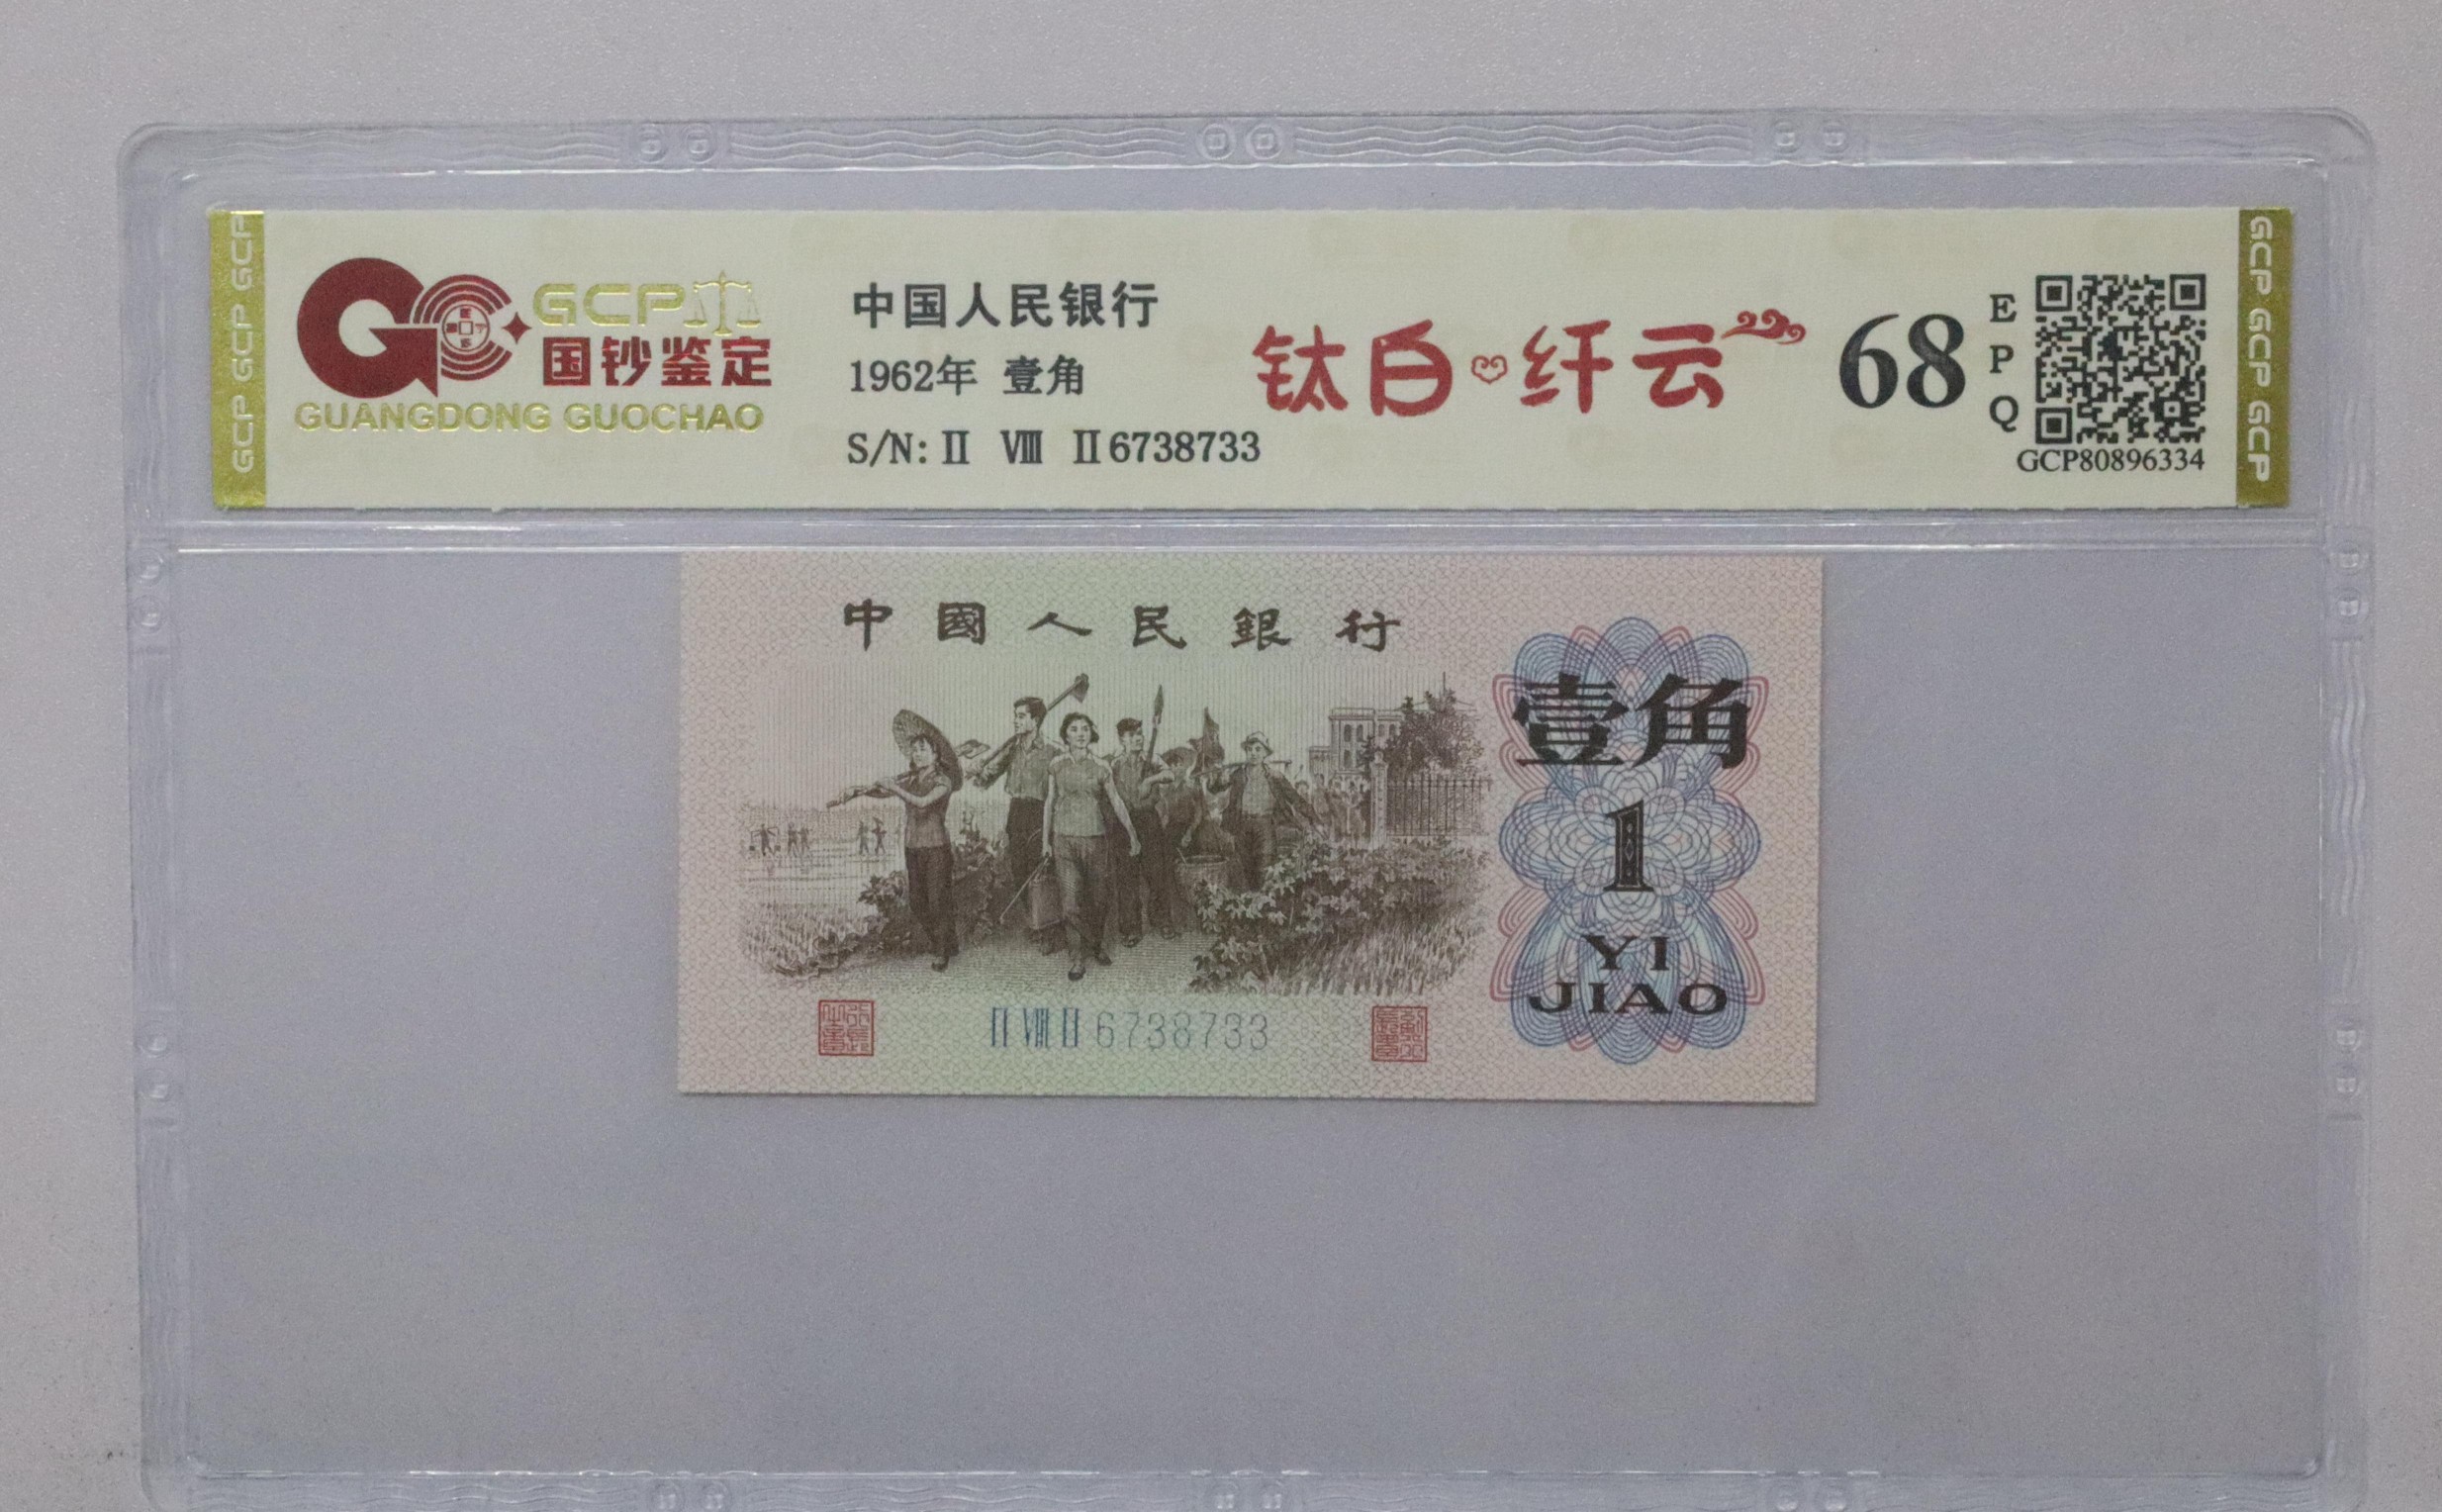 GCP
国钞鉴定
GUANGDONG GUOCHAO
中国人民银行
1962年 壹角
S/N: Ⅱ Ⅷ Ⅱ6738733
钛白纤云
68
EPQ
GCP80896334
GCP GCP GCP
GCP GCP GCP
中國人民銀行
壹角
1
YI
JIAO
Ⅱ Ⅷ Ⅱ 6738733